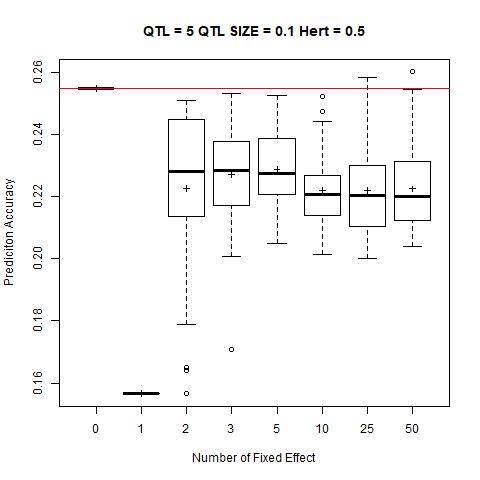 QTL = 5 QTL SIZE = 0.1 Hert = 0.5
0.26
0.24
0.22
0.20
0.18
0.16
Prediciton Accuracy
0 1 2 3 5 10 25 50
Number of Fixed Effect